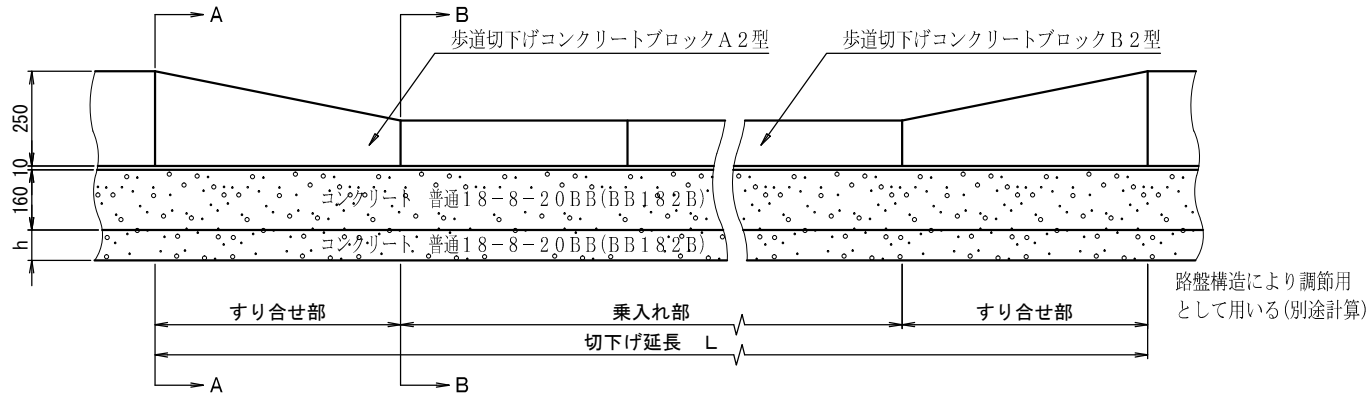 A
B
歩道切下げコンクリートブロックA2型
歩道切下げコンクリートブロックB2型
250
10
160
h
コンクリート 普通18-8-20BB(BB182B)
コンクリート 普通18-8-20BB(BB182B)
路盤構造により調節用
として用いる(別途計算)
すり合せ部
乗入れ部
すり合せ部
切下げ延長 L
A
B